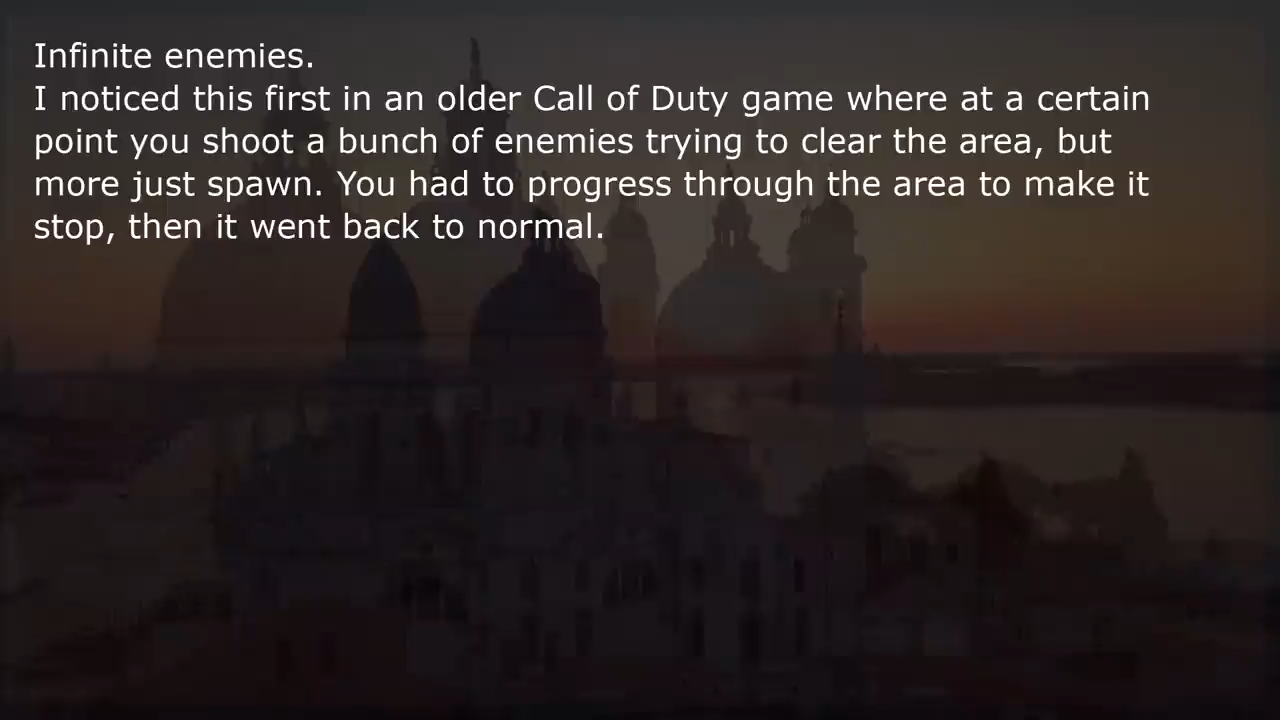 Infinite enemies.
I noticed this first in an older Call of Duty game where at a certain
point you shoot a bunch of enemies trying to clear the area, but
more just spawn. You had to progress through the area to make it
stop, then it went back to normal.